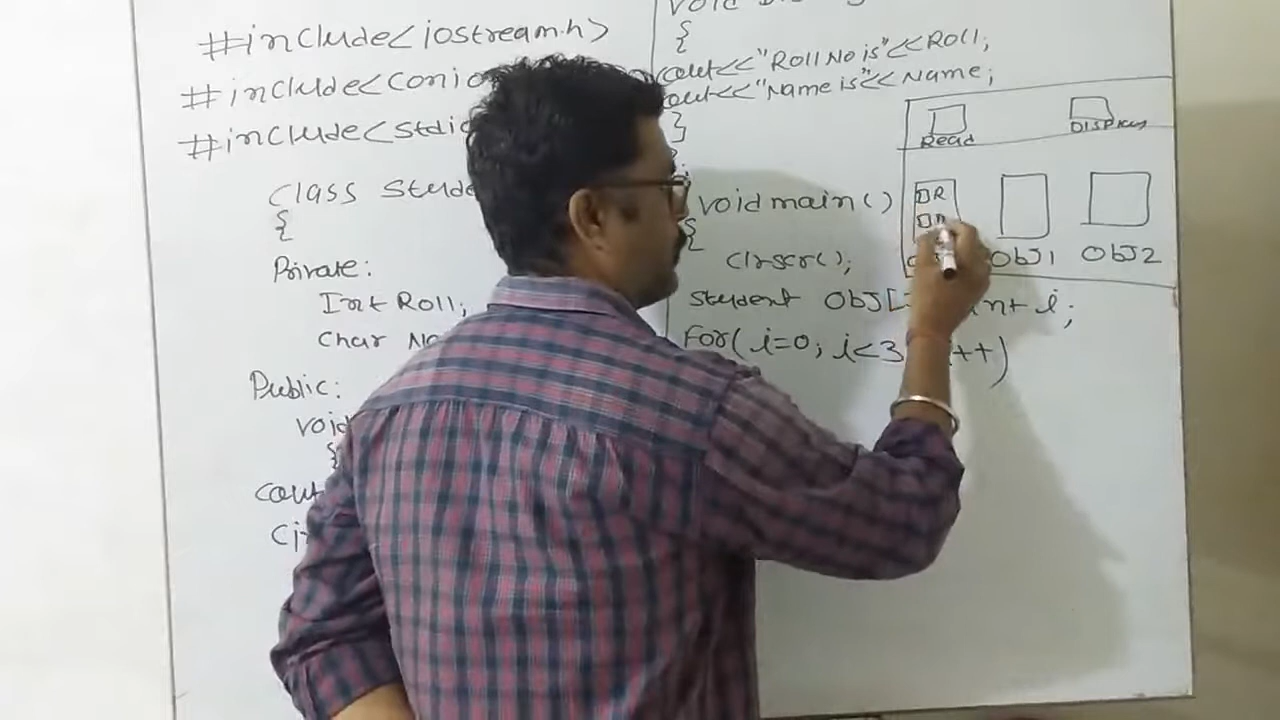 #include<iostream.h>
#include<conio
#include<stdio
Class Stude
{
Private:
Int Roll;
Char Na
Public:
void
{
Cout
Ci
void
{
cout<<"Roll No is"<<Roll;
cout<<"Name is"<<Name;
}
void main()
{
clrscr();
student Obj[ int i;
For( i=0; i<3 ++)
Read Display
R
Obj1 Obj2